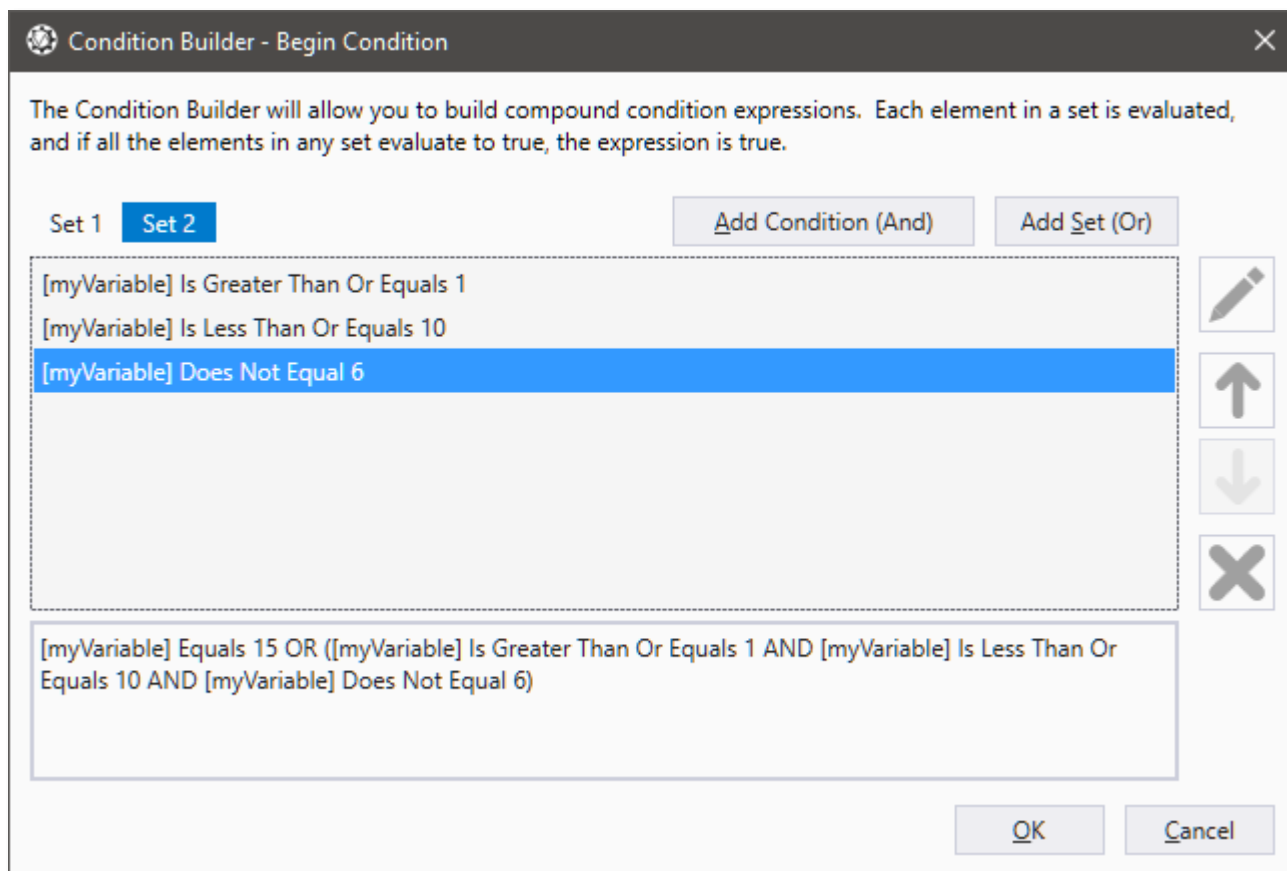 Condition Builder - Begin Condition
The Condition Builder will allow you to build compound condition expressions.  Each element in a set is evaluated,
and if all the elements in any set evaluate to true, the expression is true.
Set 1 Set 2 Add Condition (And) Add Set (Or)
[myVariable] Is Greater Than Or Equals 1
[myVariable] Is Less Than Or Equals 10
[myVariable] Does Not Equal 6
[myVariable] Equals 15 OR ([myVariable] Is Greater Than Or Equals 1 AND [myVariable] Is Less Than Or
Equals 10 AND [myVariable] Does Not Equal 6)
OK Cancel